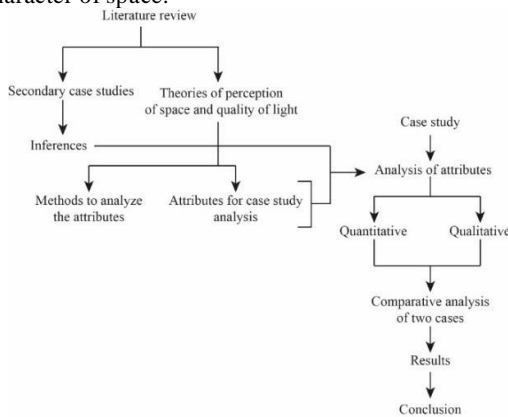 aracter of space.
Literature review
Secondary case studies
Theories of perception
of space and quality of light
Case study
Inferences
Analysis of attributes
Methods to analyze
the attributes
Attributes for case study
analysis
Quantitative
Qualitative
Comparative analysis
of two cases
Results
Conclusion